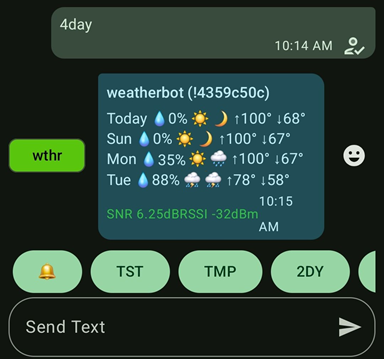 4day
10:14 AM
weatherbot (!4359c50c)
wthr
Today 💧0% ☀️ 🌙 ↑100° ↓68°
Sun 💧0% ☀️ 🌙 ↑100° ↓67°
Mon 💧35% ☀️ 🌧️ ↑100° ↓67°
Tue 💧88% ⛈️ ⛈️ ↑78° ↓58°
SNR 6.25dBRSSI -32dBm 10:15 AM
🔔 TST TMP 2DY
Send Text